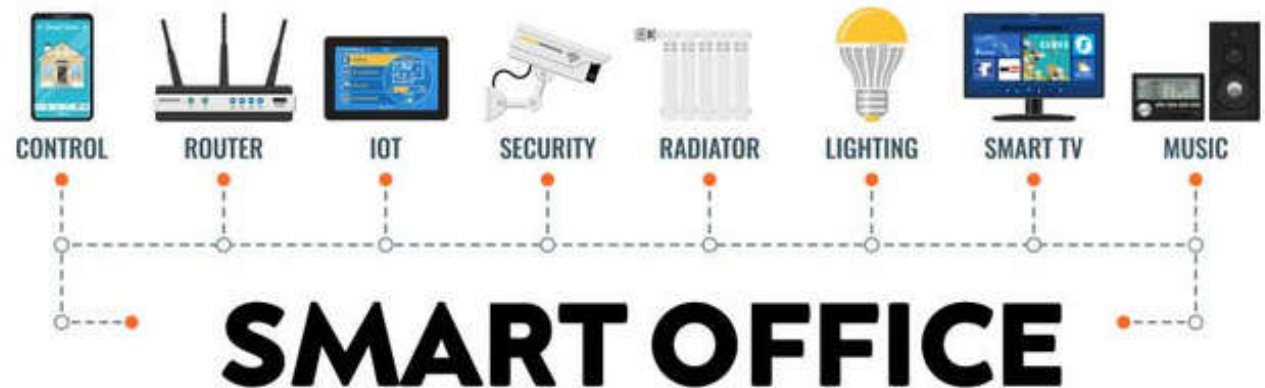 CONTROL ROUTER IOT SECURITY RADIATOR LIGHTING SMART TV MUSIC
SMART OFFICE